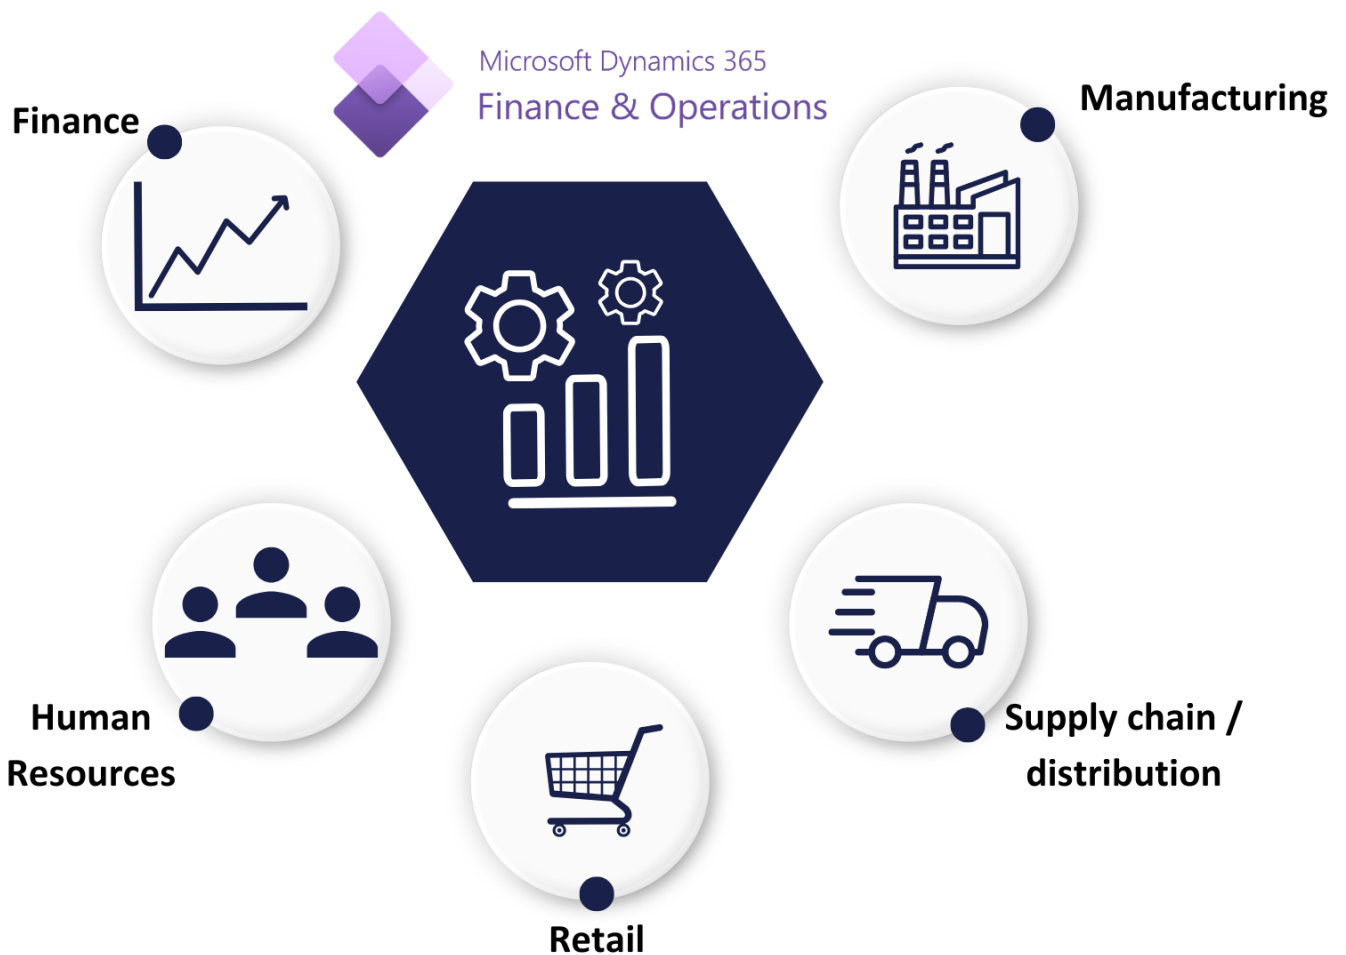 Microsoft Dynamics 365
Finance & Operations
Finance
Manufacturing
Human
Resources
Supply chain /
distribution
Retail